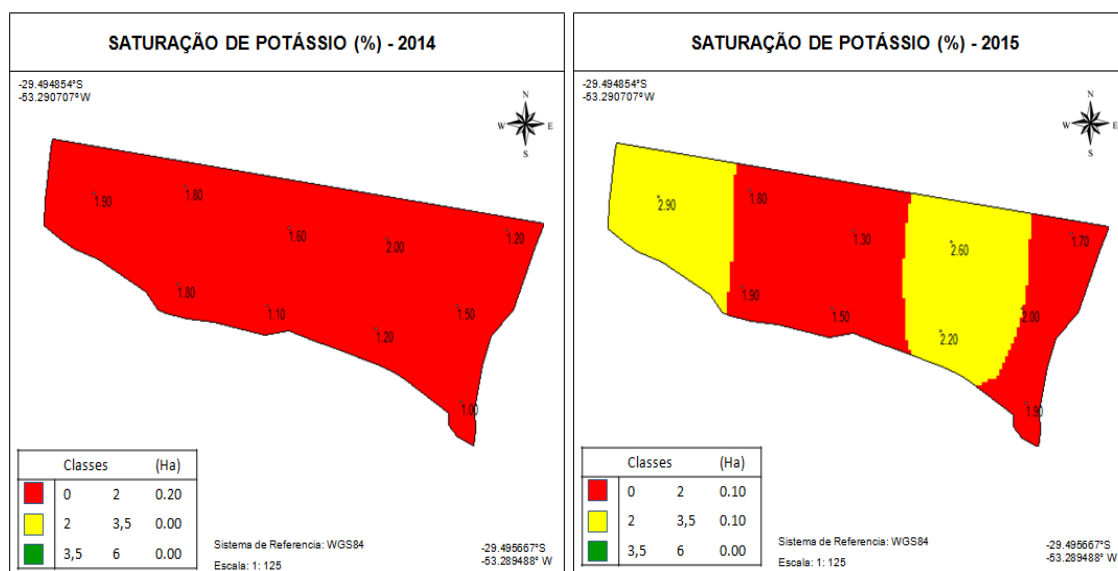 SATURAÇÃO DE POTÁSSIO (%) - 2014
-29.494854°S
-53.290707º W
N
W E
S
1.90
1.80
1.60
2.00
1.20
1.80
1.10
1.20
1.50
1.00
Classes (Ha)
0 2 0.20
2 3,5 0.00
3,5 6 0.00
Sistema de Referencia: WGS84
Escala: 1: 125
-29.495667°S
-53.289488° W
SATURAÇÃO DE POTÁSSIO (%) - 2015
-29.494854°S
-53.290707º W
N
W E
S
2.90
1.80
1.30
2.60
1.70
1.90
1.50
2.20
2.00
1.90
Classes (Ha)
0 2 0.10
2 3,5 0.10
3,5 6 0.00
Sistema de Referencia: WGS84
Escala: 1: 125
-29.495667°S
-53.289488° W